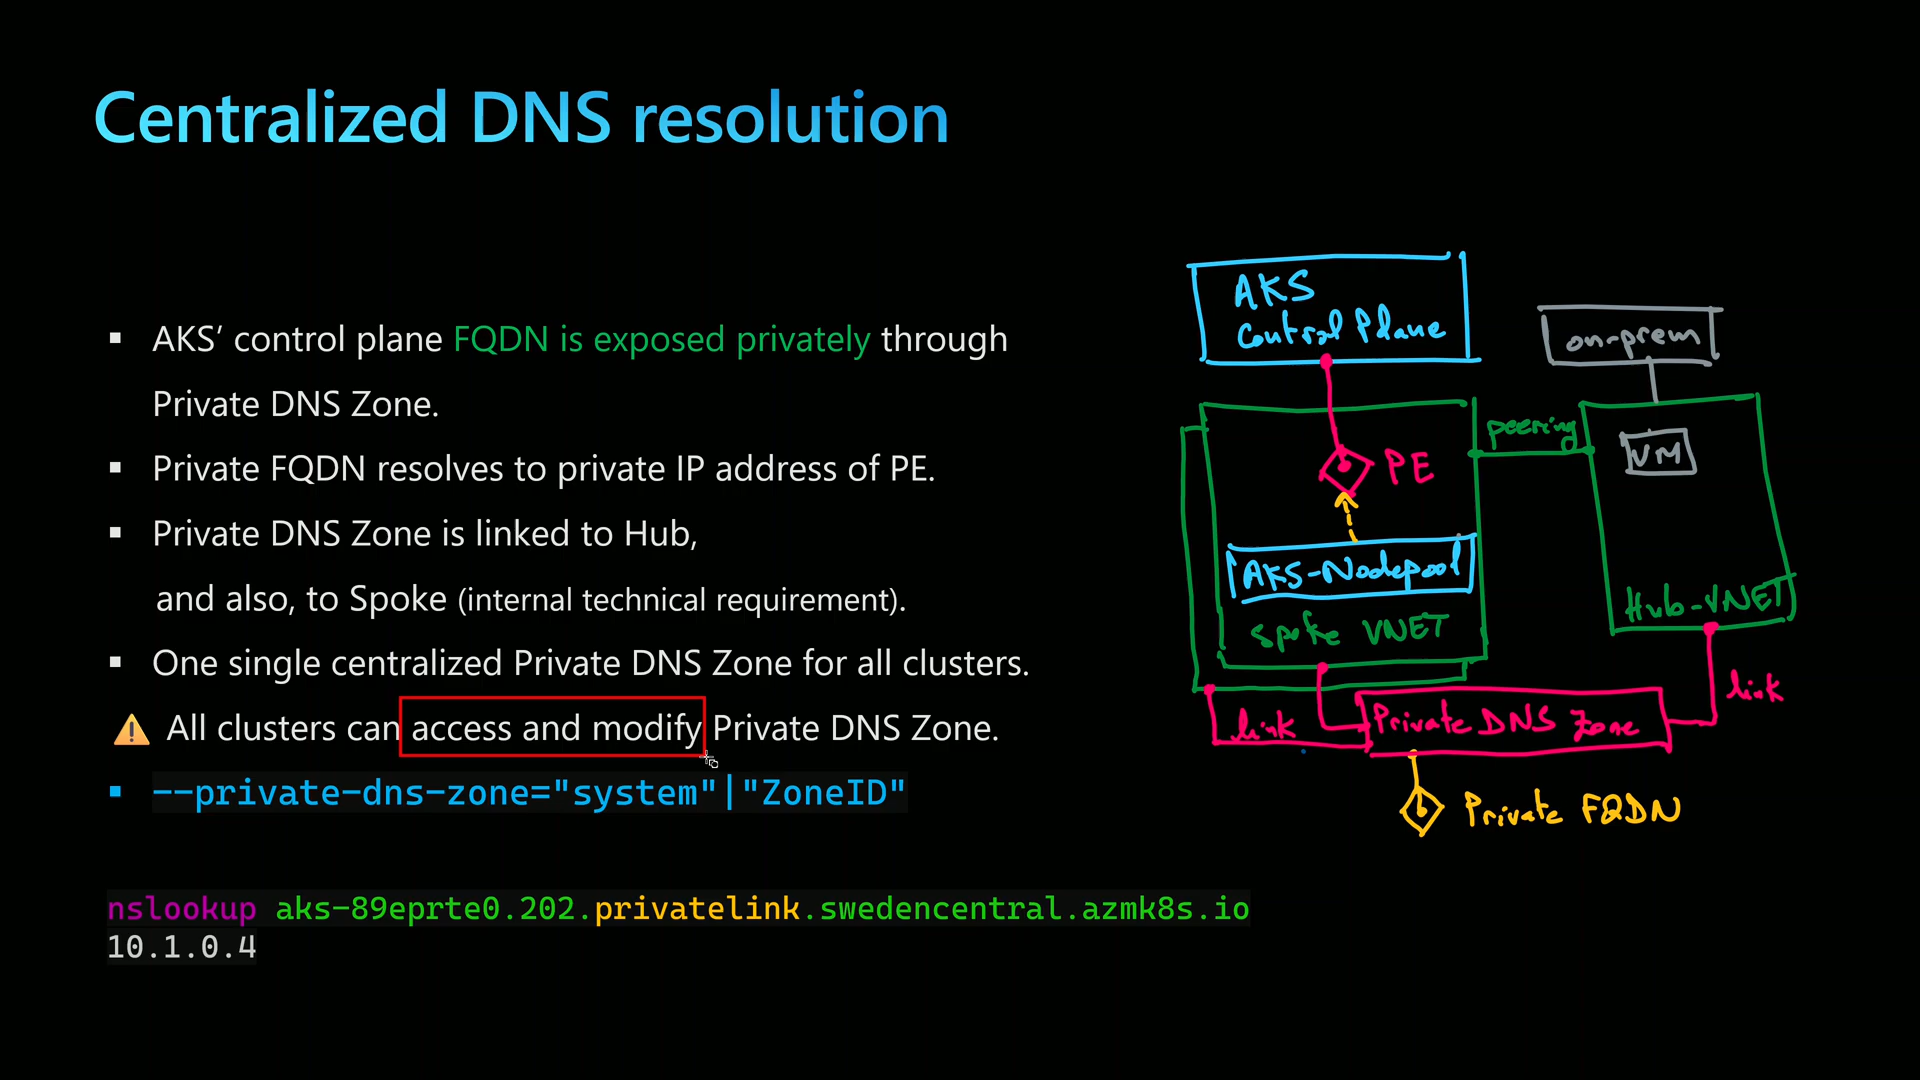 Centralized DNS resolution
AKS’ control plane FQDN is exposed privately through
Private DNS Zone.
Private FQDN resolves to private IP address of PE.
Private DNS Zone is linked to Hub,
and also, to Spoke (internal technical requirement).
One single centralized Private DNS Zone for all clusters.
All clusters can access and modify Private DNS Zone.
--private-dns-zone="system"|"ZoneID"
nslookup aks-89eprte0.202.privatelink.swedencentral.azmk8s.io
10.1.0.4
AKS
Control Plane
on-prem
peering
VM
PE
AKS-Nodepool
Spoke VNET
Hub-VNET
link
link
Private DNS Zone
Private FQDN